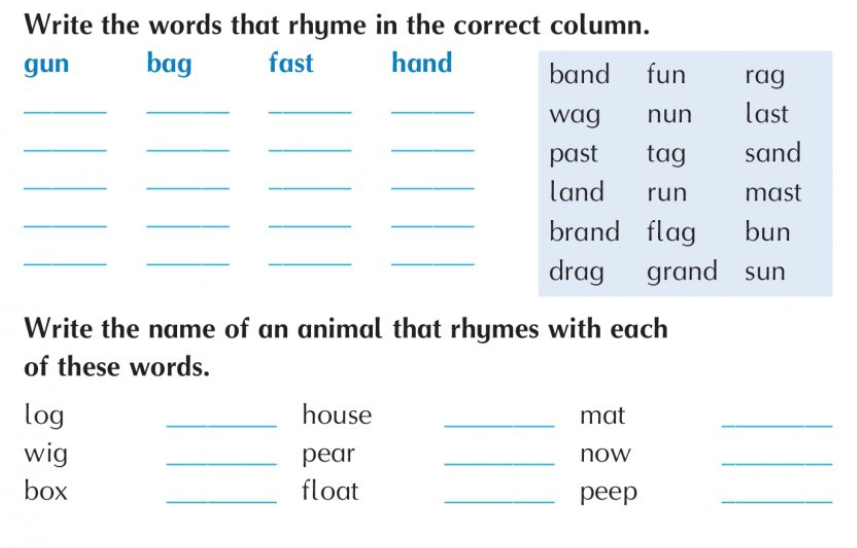 Write the words that rhyme in the correct column.
gun bag fast hand
band fun rag
wag nun last
past tag sand
land run mast
brand flag bun
drag grand sun
Write the name of an animal that rhymes with each
of these words.
log house mat
wig pear now
box float peep